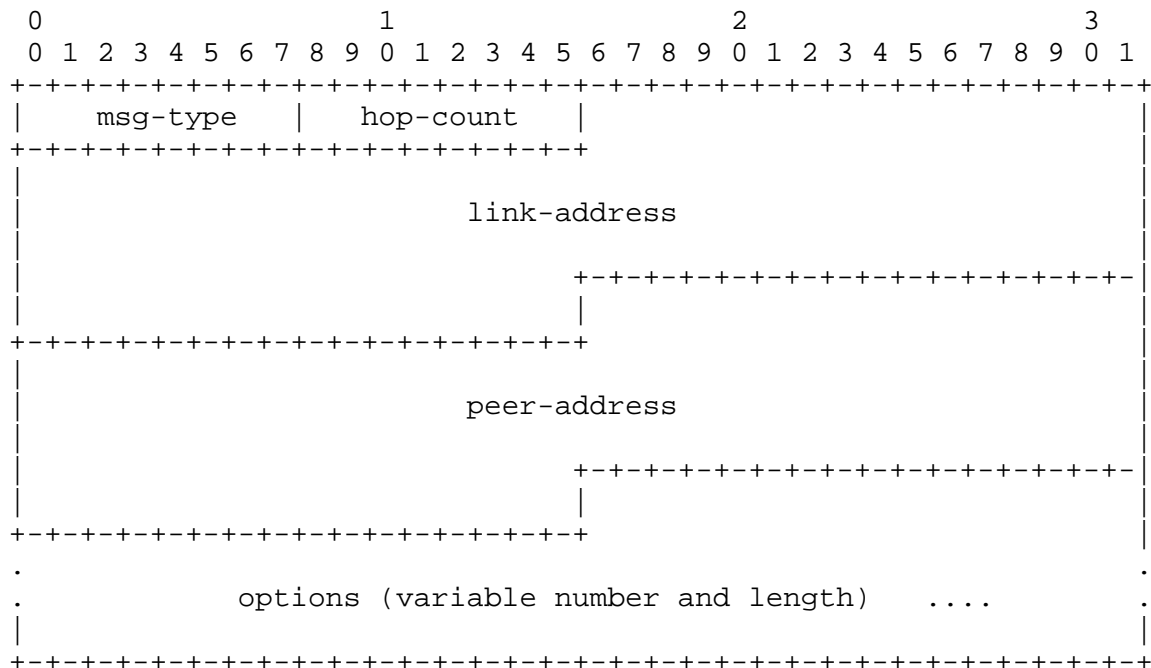 0                   1                   2                   3
0 1 2 3 4 5 6 7 8 9 0 1 2 3 4 5 6 7 8 9 0 1 2 3 4 5 6 7 8 9 0 1
msg-type hop-count
link-address
peer-address
options (variable number and length) ....